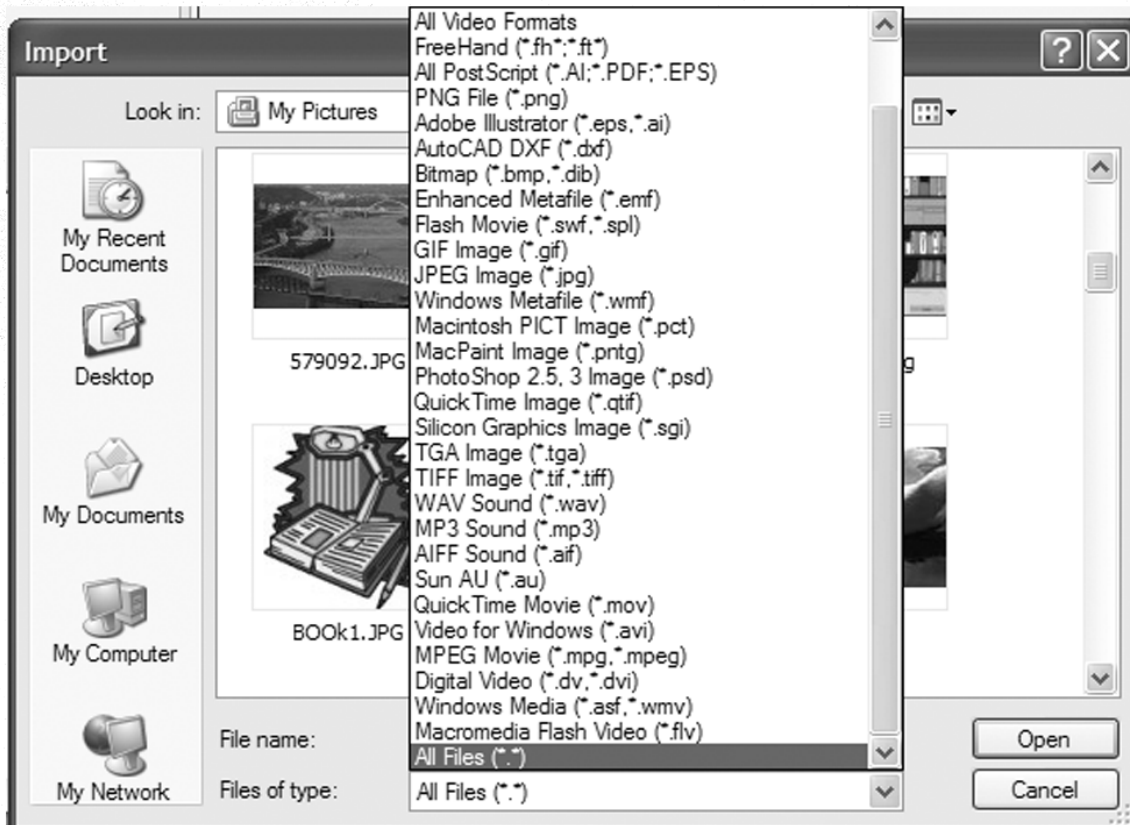 Import
Look in:
My Pictures
My Recent
Documents
Desktop
My Documents
My Computer
My Network
579092.JPG
BOOk1.JPG
g
All Video Formats
FreeHand (*.fh*;*.ft*)
All PostScript (*.AI;*.PDF;*.EPS)
PNG File (*.png)
Adobe Illustrator (*.eps,*.ai)
AutoCAD DXF (*.dxf)
Bitmap (*.bmp,*.dib)
Enhanced Metafile (*.emf)
Flash Movie (*.swf,*.spl)
GIF Image (*.gif)
JPEG Image (*.jpg)
Windows Metafile (*.wmf)
Macintosh PICT Image (*.pct)
MacPaint Image (*.pntg)
PhotoShop 2.5, 3 Image (*.psd)
QuickTime Image (*.qtif)
Silicon Graphics Image (*.sgi)
TGA Image (*.tga)
TIFF Image (*.tif,*.tiff)
WAV Sound (*.wav)
MP3 Sound (*.mp3)
AIFF Sound (*.aif)
Sun AU (*.au)
QuickTime Movie (*.mov)
Video for Windows (*.avi)
MPEG Movie (*.mpg,*.mpeg)
Digital Video (*.dv,*.dvi)
Windows Media (*.asf,*.wmv)
Macromedia Flash Video (*.flv)
All Files (*.*)
File name:
Open
Files of type:
All Files (*.*)
Cancel